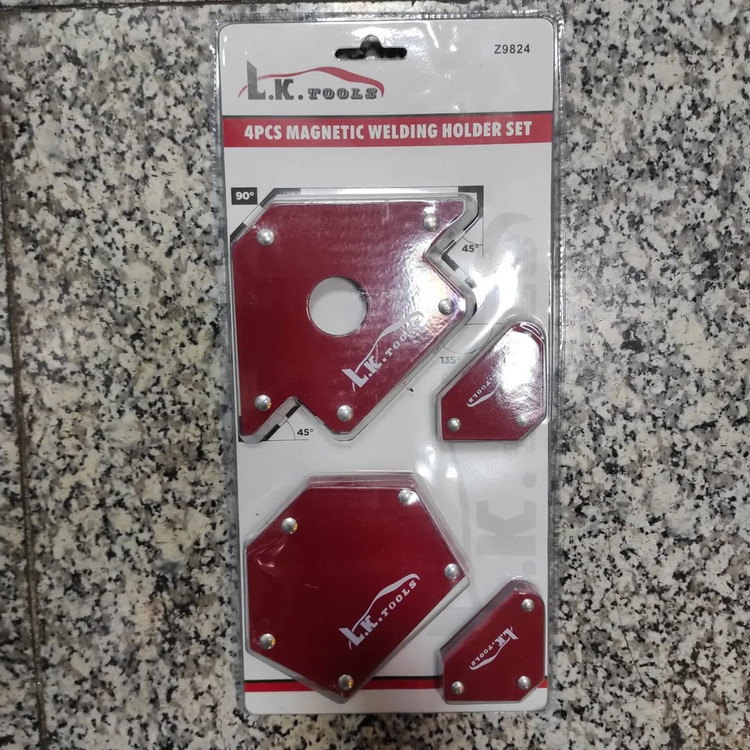 Z9824
L.K.TOOLS
4PCS MAGNETIC WELDING HOLDER SET
90°
45°
L.K.TOOLS
135°
L.K.TOOLS
45°
L.K.TOOLS
L.K.TOOLS